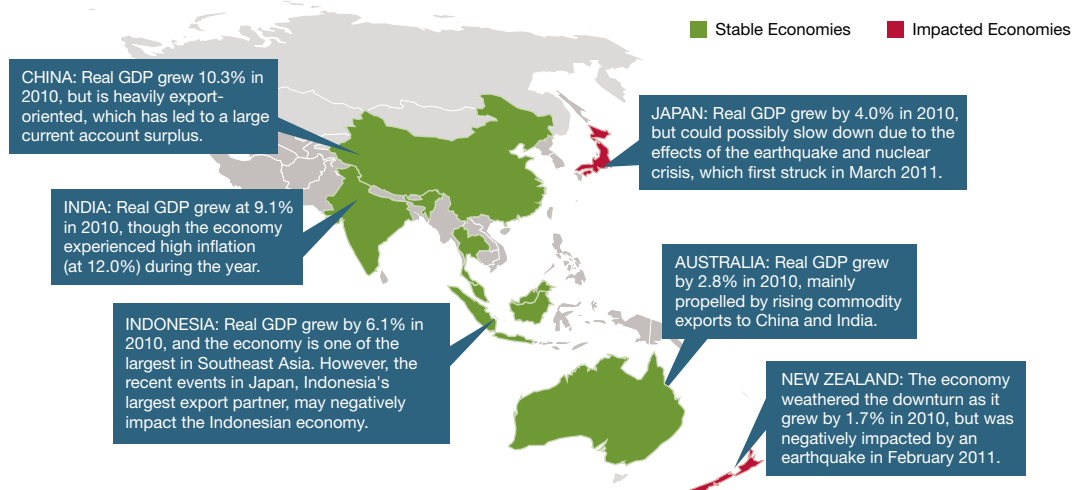 Stable Economies
Impacted Economies
CHINA: Real GDP grew 10.3% in
2010, but is heavily export-
oriented, which has led to a large
current account surplus.
JAPAN: Real GDP grew by 4.0% in 2010,
but could possibly slow down due to the
effects of the earthquake and nuclear
crisis, which first struck in March 2011.
INDIA: Real GDP grew at 9.1%
in 2010, though the economy
experienced high inflation
(at 12.0%) during the year.
AUSTRALIA: Real GDP grew
by 2.8% in 2010, mainly
propelled by rising commodity
exports to China and India.
INDONESIA: Real GDP grew by 6.1% in
2010, and the economy is one of the
largest in Southeast Asia. However, the
recent events in Japan, Indonesia's
largest export partner, may negatively
impact the Indonesian economy.
NEW ZEALAND: The economy
weathered the downturn as it
grew by 1.7% in 2010, but was
negatively impacted by an
earthquake in February 2011.